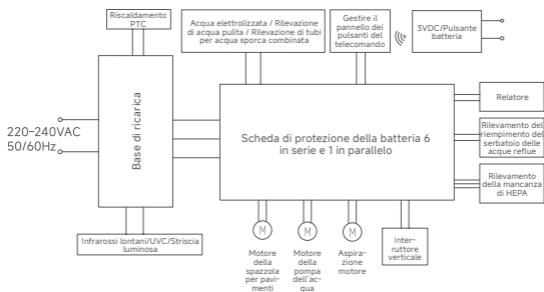 Riscaldamento
PTC
Acqua elettrolizzata / Rilevazione
di acqua pulita / Rilevazione di tubi
per acqua sporca combinata
Gestire il
pannello dei
pulsanti del
telecomando
3VDC/Pulsante
batteria
220-240VAC
50/60Hz
Base di ricarica
Scheda di protezione della batteria 6
in serie e 1 in parallelo
Relatore
Rilevamento del
riempimento del
serbatoio delle
acque reflue
Rilevamento
della mancanza
di HEPA
Infrarossi lontani/UVC/Striscia
luminosa
M
M
M
Motore
della
spazzola
per pavi-
menti
Motore
della
pompa
dell'ac-
qua
Aspira-
zione
motore
Inter-
ruttore
verticale